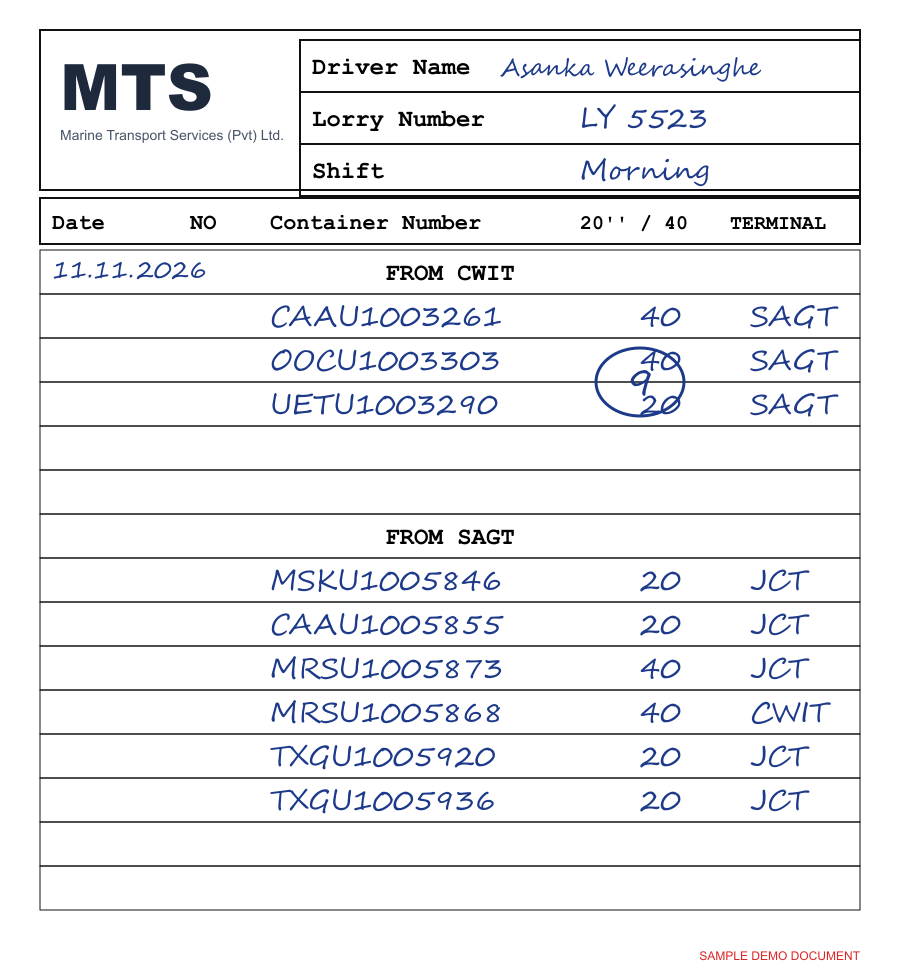 MTS
Marine Transport Services (Pvt) Ltd.
Driver Name Asanka Weerasinghe
Lorry Number LY 5523
Shift Morning
Date NO Container Number 20'' / 40 TERMINAL
11.11.2026 FROM CWIT
CAAU1003261 40 SAGT
OOCU1003303 40 SAGT
9
UETU1003290 20 SAGT
FROM SAGT
MSKU1005846 20 JCT
CAAU1005855 20 JCT
MRSU1005873 40 JCT
MRSU1005868 40 CWIT
TXGU1005920 20 JCT
TXGU1005936 20 JCT
SAMPLE DEMO DOCUMENT